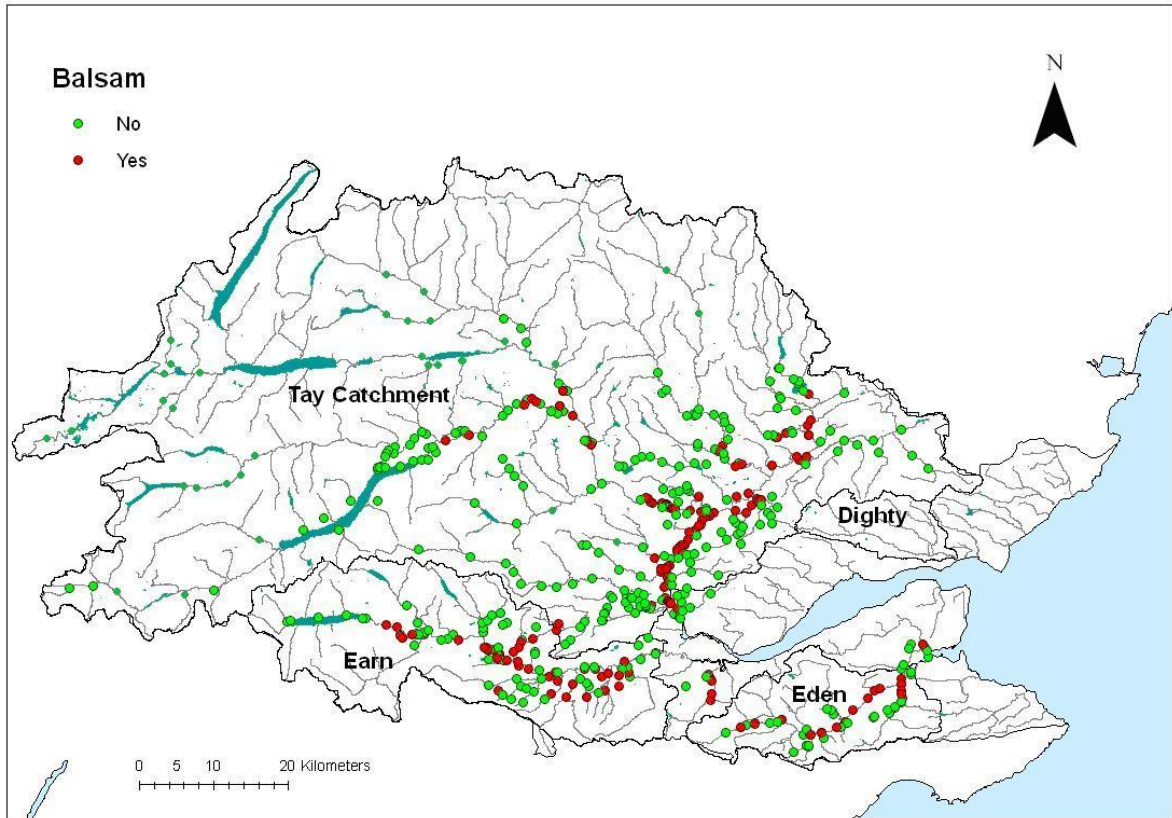 Balsam
No
Yes
N
Tay Catchment
Dighty
Earn
Eden
0 5 10 20 Kilometers